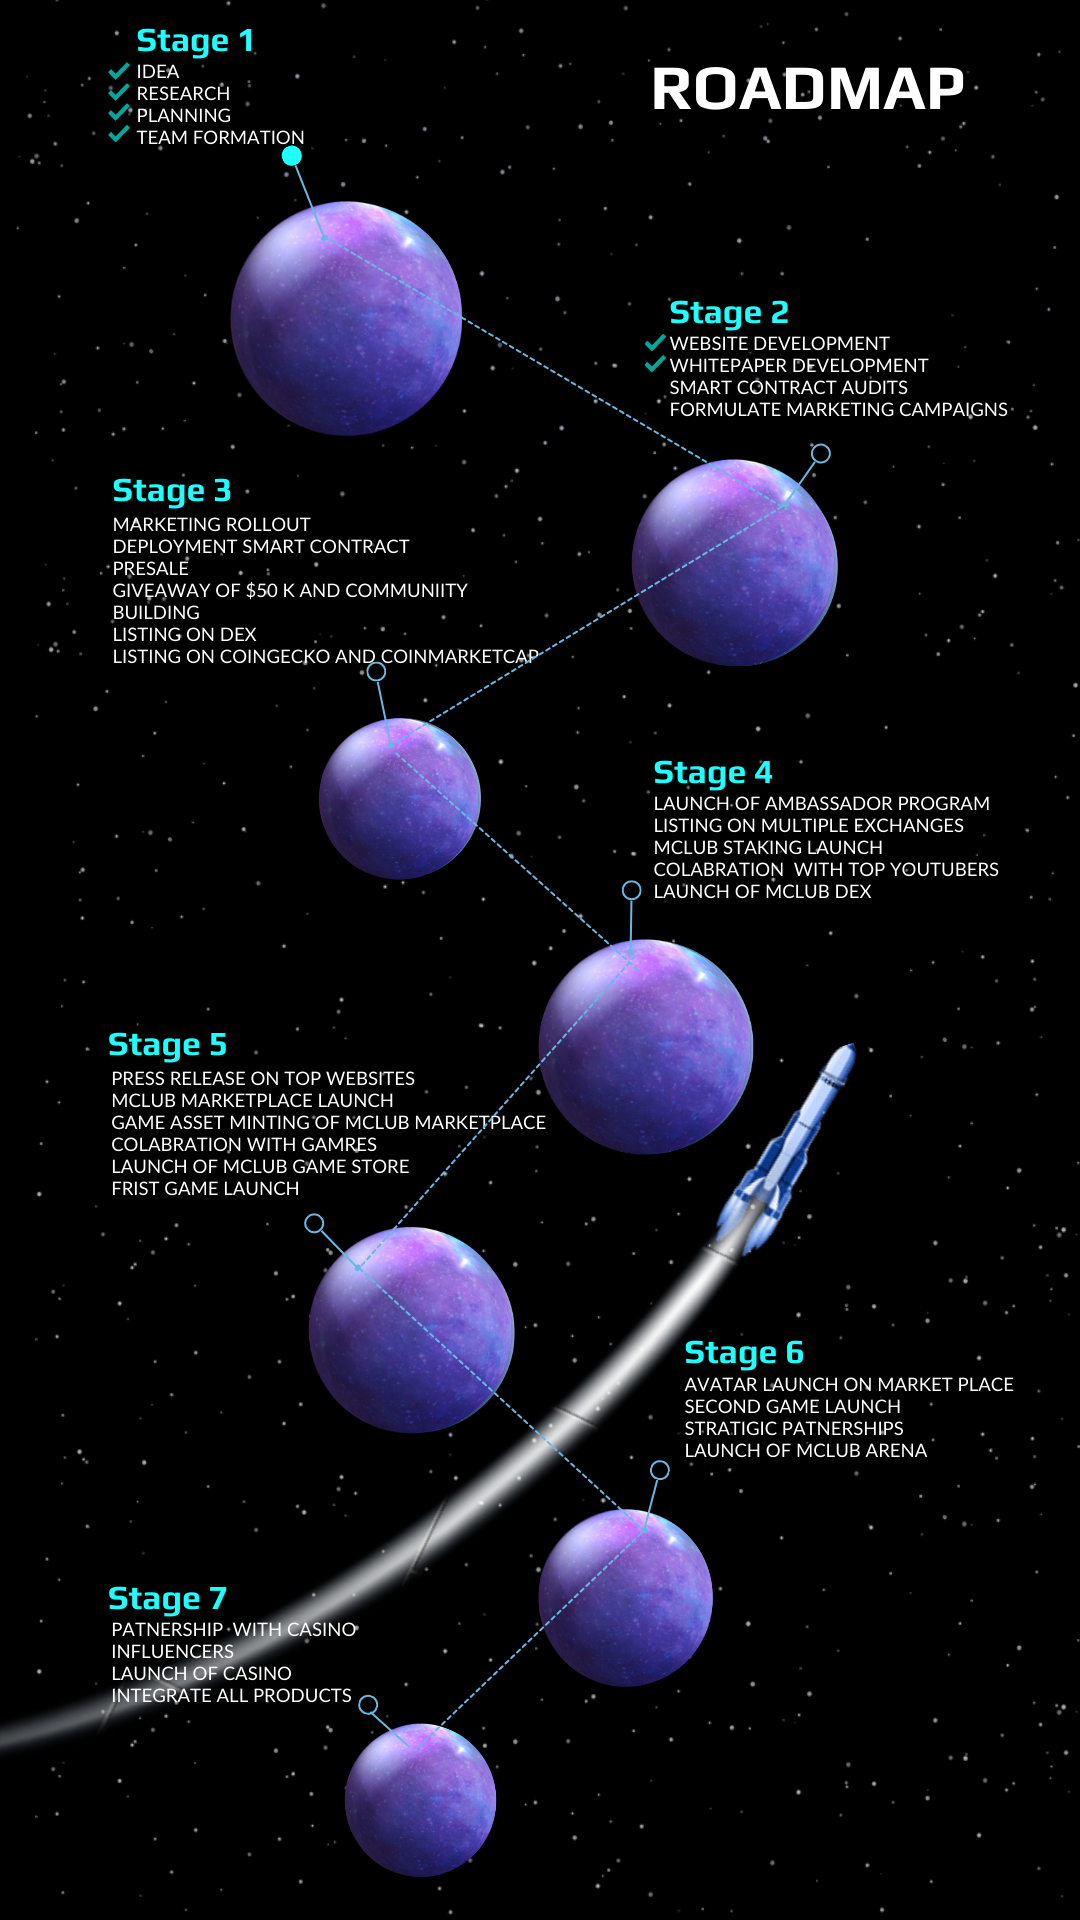 Stage 1
IDEA
RESEARCH
PLANNING
TEAM FORMATION
ROADMAP
Stage 2
WEBSITE DEVELOPMENT
WHITEPAPER DEVELOPMENT
SMART CONTRACT AUDITS
FORMULATE MARKETING CAMPAIGNS
Stage 3
MARKETING ROLLOUT
DEPLOYMENT SMART CONTRACT
PRESALE
GIVEAWAY OF $50 K AND COMMUNIITY
BUILDING
LISTING ON DEX
LISTING ON COINGECKO AND COINMARKETCAP
Stage 4
LAUNCH OF AMBASSADOR PROGRAM
LISTING ON MULTIPLE EXCHANGES
MCLUB STAKING LAUNCH
COLABRATION WITH TOP YOUTUBERS
LAUNCH OF MCLUB DEX
Stage 5
PRESS RELEASE ON TOP WEBSITES
MCLUB MARKETPLACE LAUNCH
GAME ASSET MINTING OF MCLUB MARKETPLACE
COLABRATION WITH GAMRES
LAUNCH OF MCLUB GAME STORE
FRIST GAME LAUNCH
Stage 6
AVATAR LAUNCH ON MARKET PLACE
SECOND GAME LAUNCH
STRATIGIC PATNERSHIPS
LAUNCH OF MCLUB ARENA
Stage 7
PATNERSHIP WITH CASINO
INFLUENCERS
LAUNCH OF CASINO
INTEGRATE ALL PRODUCTS